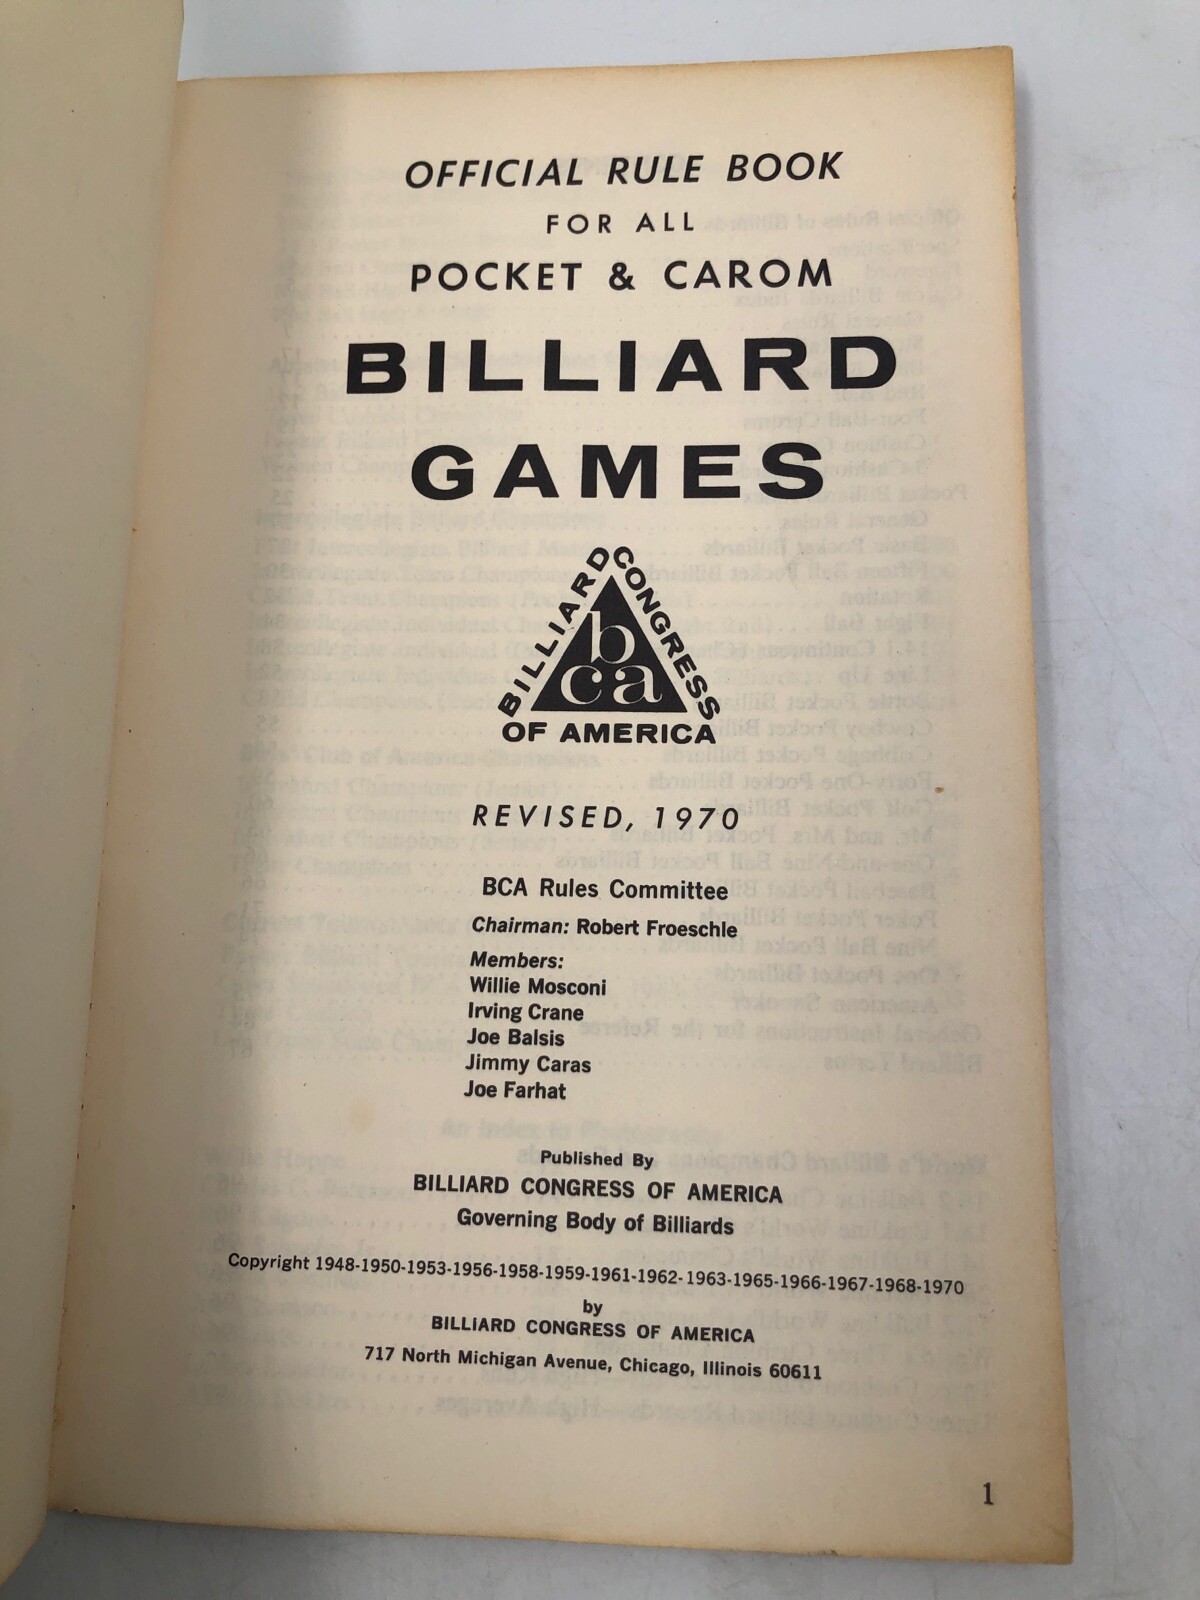 OFFICIAL RULE BOOK
FOR ALL
POCKET & CAROM
BILLIARD
GAMES
BILLIARD CONGRESS
bca
OF AMERICA
REVISED, 1970
BCA Rules Committee
Chairman: Robert Froeschle
Members:
Willie Mosconi
Irving Crane
Joe Balsis
Jimmy Caras
Joe Farhat
Published By
BILLIARD CONGRESS OF AMERICA
Governing Body of Billiards
Copyright 1948-1950-1953-1956-1958-1959-1961-1962-1963-1965-1966-1967-1968-1970
by
BILLIARD CONGRESS OF AMERICA
717 North Michigan Avenue, Chicago, Illinois 60611
1